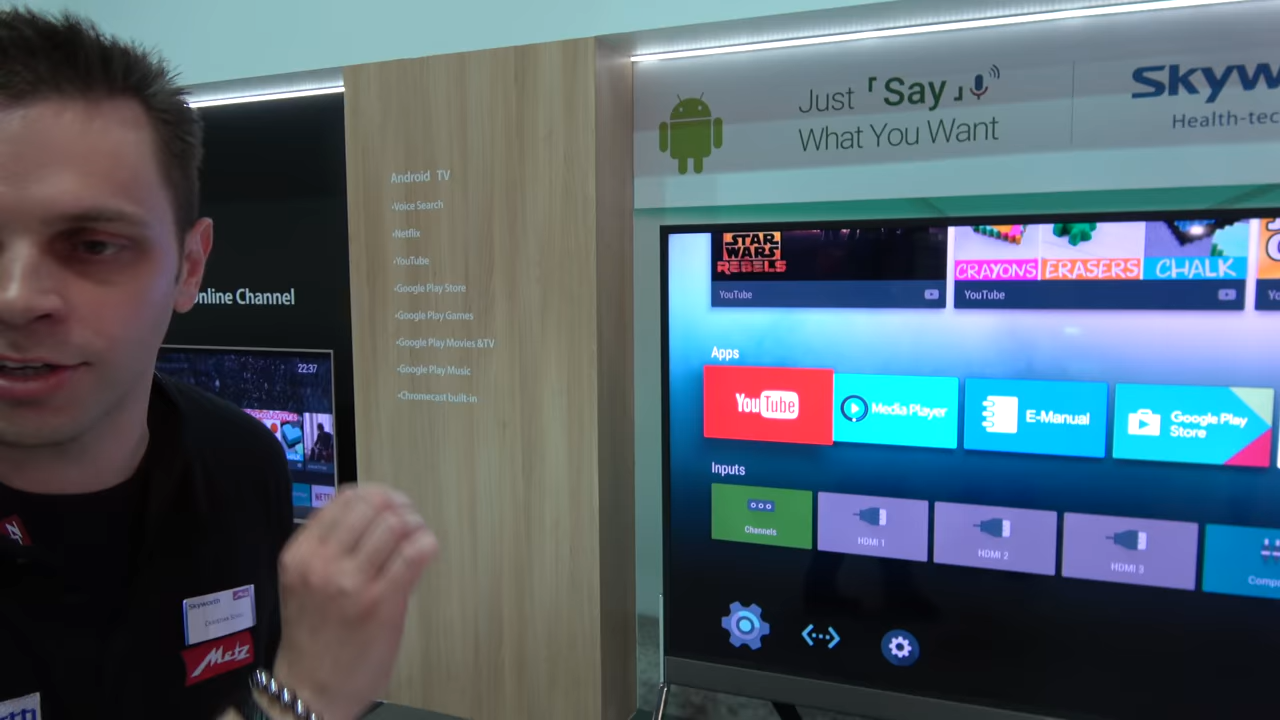 Just「Say」
What You Want
Skywo
Health-tec
Android TV
•Voice Search
•Netflix
•YouTube
•Google Play Store
•Google Play Games
•Google Play Movies &TV
•Google Play Music
•Chromecast built-in
Online Channel
22:37
STAR
WARS
REBELS
YouTube
CRAYONS ERASERS CHALK
YouTube
Apps
YouTube
Media Player
E-Manual
Google Play
Store
Inputs
Channels
HDMI 1
HDMI 2
HDMI 3
Compo
Skyworth
Metz